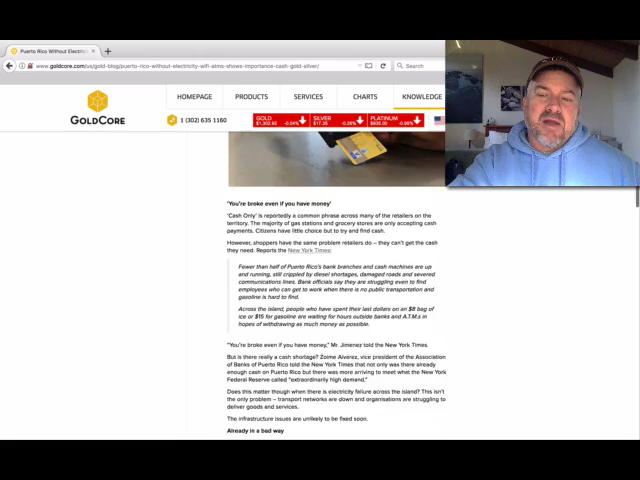 Puerto Rico Without Electricit
www.goldcore.com/us/gold-blog/puerto-rico-without-electricity-wifi-atms-shows-importance-cash-gold-silver/
Search
GOLDCORE
HOMEPAGE PRODUCTS SERVICES CHARTS KNOWLEDGE
1 (302) 635 1160
GOLD SILVER PLATINUM
'You're broke even if you have money'
'Cash Only' is reportedly a common phrase across many of the retailers on the
territory. The majority of gas stations and grocery stores are only accepting cash
payments. Citizens have little choice but to try and find cash.
However, shoppers have the same problem retailers do – they can't get the cash
they need. Reports the New York Times:
Fewer than half of Puerto Rico's bank branches and cash machines are up
and running, still crippled by diesel shortages, damaged roads and severed
communications lines. Bank officials say they are struggling even to find
employees who can get to work when there is no public transportation and
gasoline is hard to find.
Across the island, people who have spent their last dollars on an $8 bag of
ice or $15 for gasoline are waiting for hours outside banks and A.T.M.s in
hopes of withdrawing as much money as possible.
"You're broke even if you have money," Mr. Jimenez told the New York Times.
But is there really a cash shortage? Zoime Alvarez, vice president of the Association
of Banks of Puerto Rico told the New York Times that not only was there already
enough cash on Puerto Rico but there was more arriving to meet what the New York
Federal Reserve called "extraordinarily high demand,"
Does this matter though when there is electricity failure across the island? This isn't
the only problem – transport networks are down and organisations are struggling to
deliver goods and services.
The infrastructure issues are unlikely to be fixed soon.
Already in a bad way